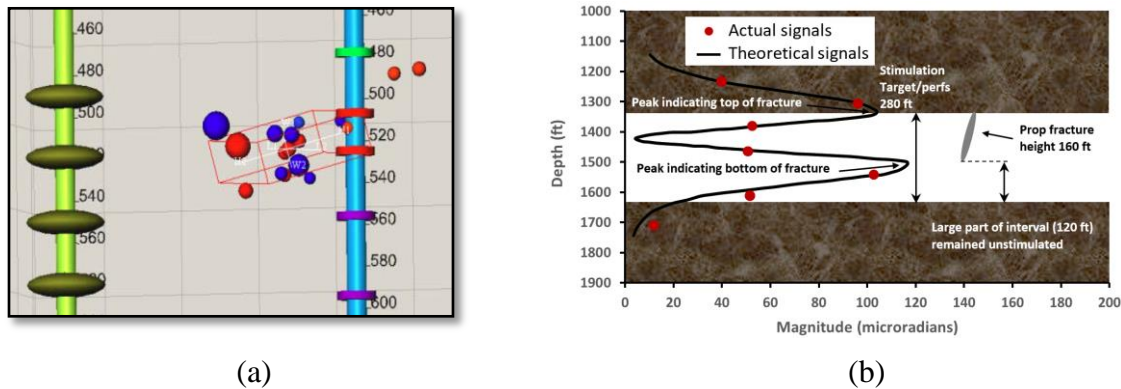 460
480
500
520
540
560
460
480
500
520
540
560
580
600
W2
(a)
1000
1100
1200
1300
1400
1500
1600
1700
1800
1900
Depth (ft)
Actual signals
Theoretical signals
Stimulation
Target/perfs
280 ft
Peak indicating top of fracture
Prop fracture
height 160 ft
Peak indicating bottom of fracture
Large part of interval (120 ft)
remained unstimulated
0
20
40
60
80
100
120
140
160
180
200
Magnitude (microradians)
(b)